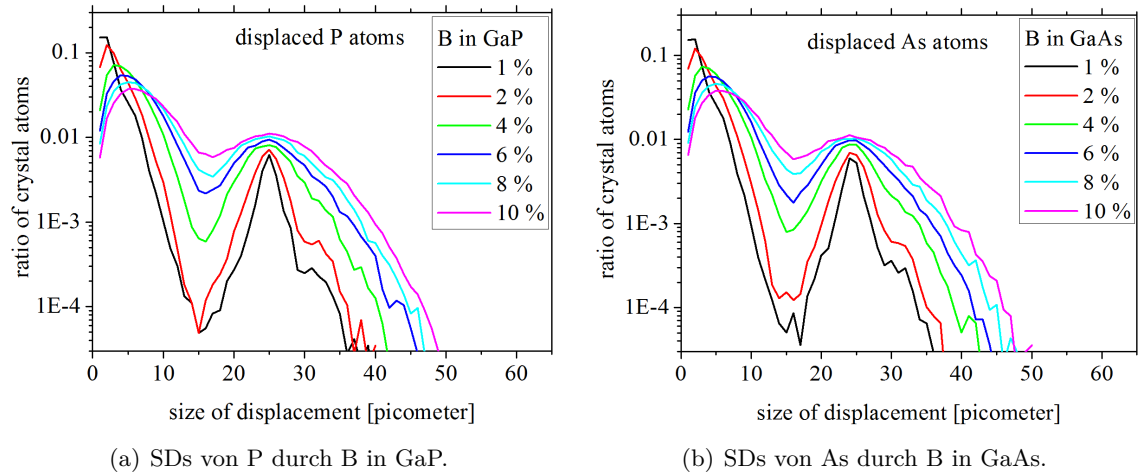 displaced P atoms
B in GaP
1 %
2 %
4 %
6 %
8 %
10 %
0.1
0.01
1E-3
1E-4
ratio of crystal atoms
0 10 20 30 40 50 60
size of displacement [picometer]
(a) SDs von P durch B in GaP.
displaced As atoms
B in GaAs
1 %
2 %
4 %
6 %
8 %
10 %
0.1
0.01
1E-3
1E-4
ratio of crystal atoms
0 10 20 30 40 50 60
size of displacement [picometer]
(b) SDs von As durch B in GaAs.